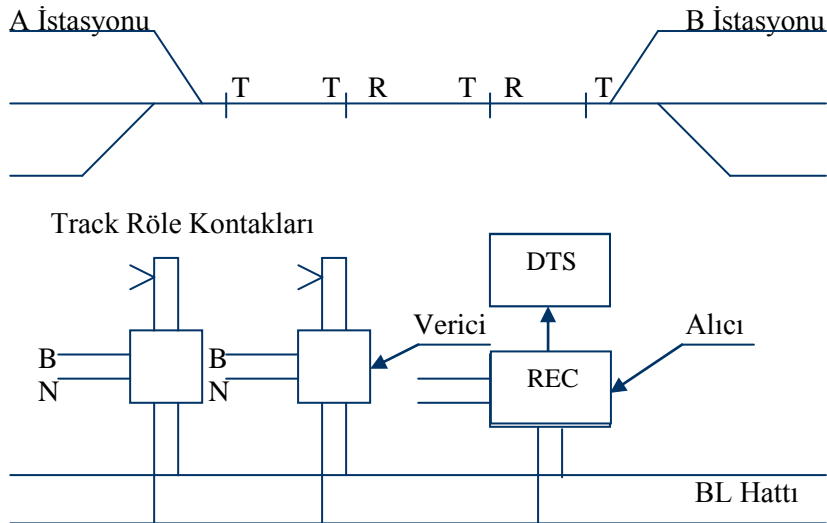 A İstasyonu B İstasyonu
T T R T R T
Track Röle Kontakları
DTS
Verici Alıcı
B B REC
N N
BL Hattı